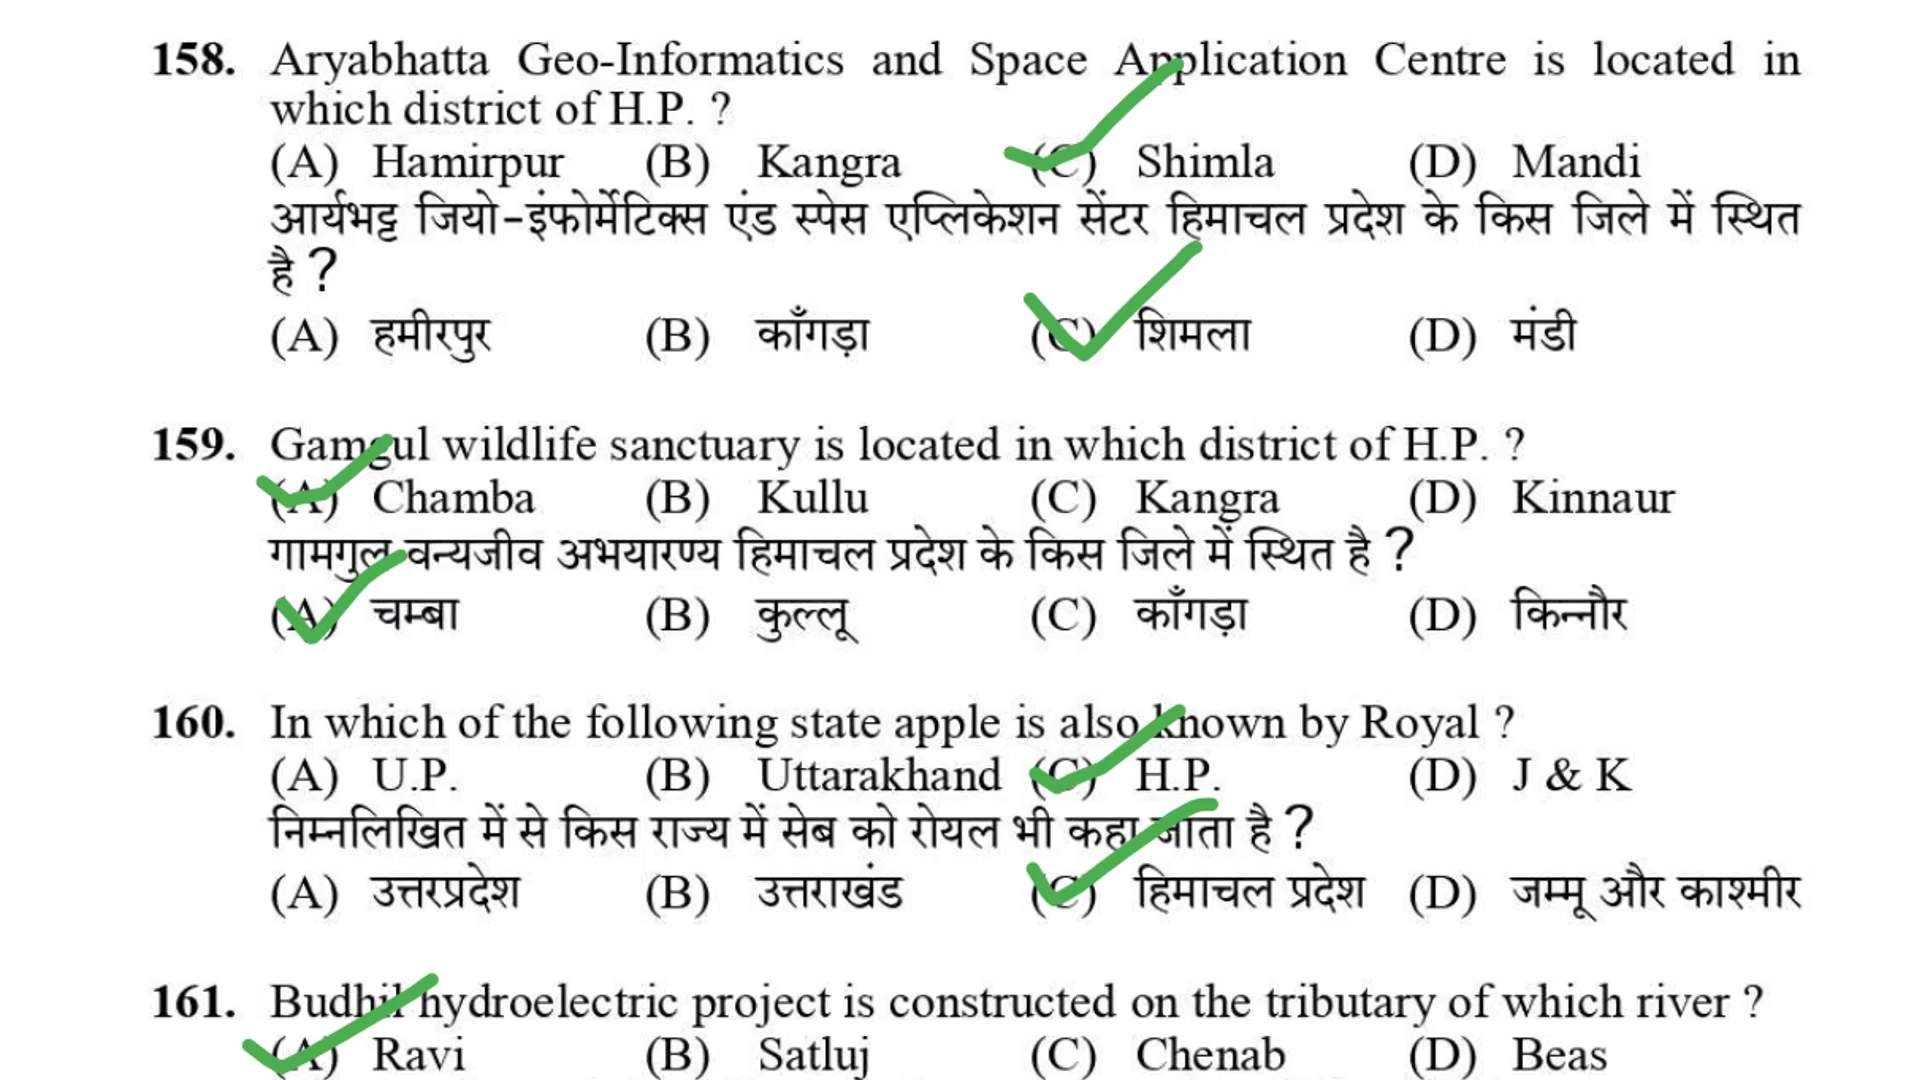 158. Aryabhatta Geo-Informatics and Space Application Centre is located in
which district of H.P. ?
(A) Hamirpur (B) Kangra (C) Shimla (D) Mandi
आर्यभट्ट जियो-इंफोर्मेटिक्स एंड स्पेस एप्लिकेशन सेंटर हिमाचल प्रदेश के किस जिले में स्थित
है ?
(A) हमीरपुर (B) काँगड़ा (C) शिमला (D) मंडी
159. Gamgul wildlife sanctuary is located in which district of H.P. ?
(A) Chamba (B) Kullu (C) Kangra (D) Kinnaur
गामगुल वन्यजीव अभयारण्य हिमाचल प्रदेश के किस जिले में स्थित है ?
(A) चम्बा (B) कुल्लू (C) काँगड़ा (D) किन्नौर
160. In which of the following state apple is also known by Royal ?
(A) U.P. (B) Uttarakhand (C) H.P. (D) J & K
निम्नलिखित में से किस राज्य में सेब को रोयल भी कहा जाता है ?
(A) उत्तरप्रदेश (B) उत्तराखंड (C) हिमाचल प्रदेश (D) जम्मू और काश्मीर
161. Budhil hydroelectric project is constructed on the tributary of which river ?
(A) Ravi (B) Satluj (C) Chenab (D) Beas